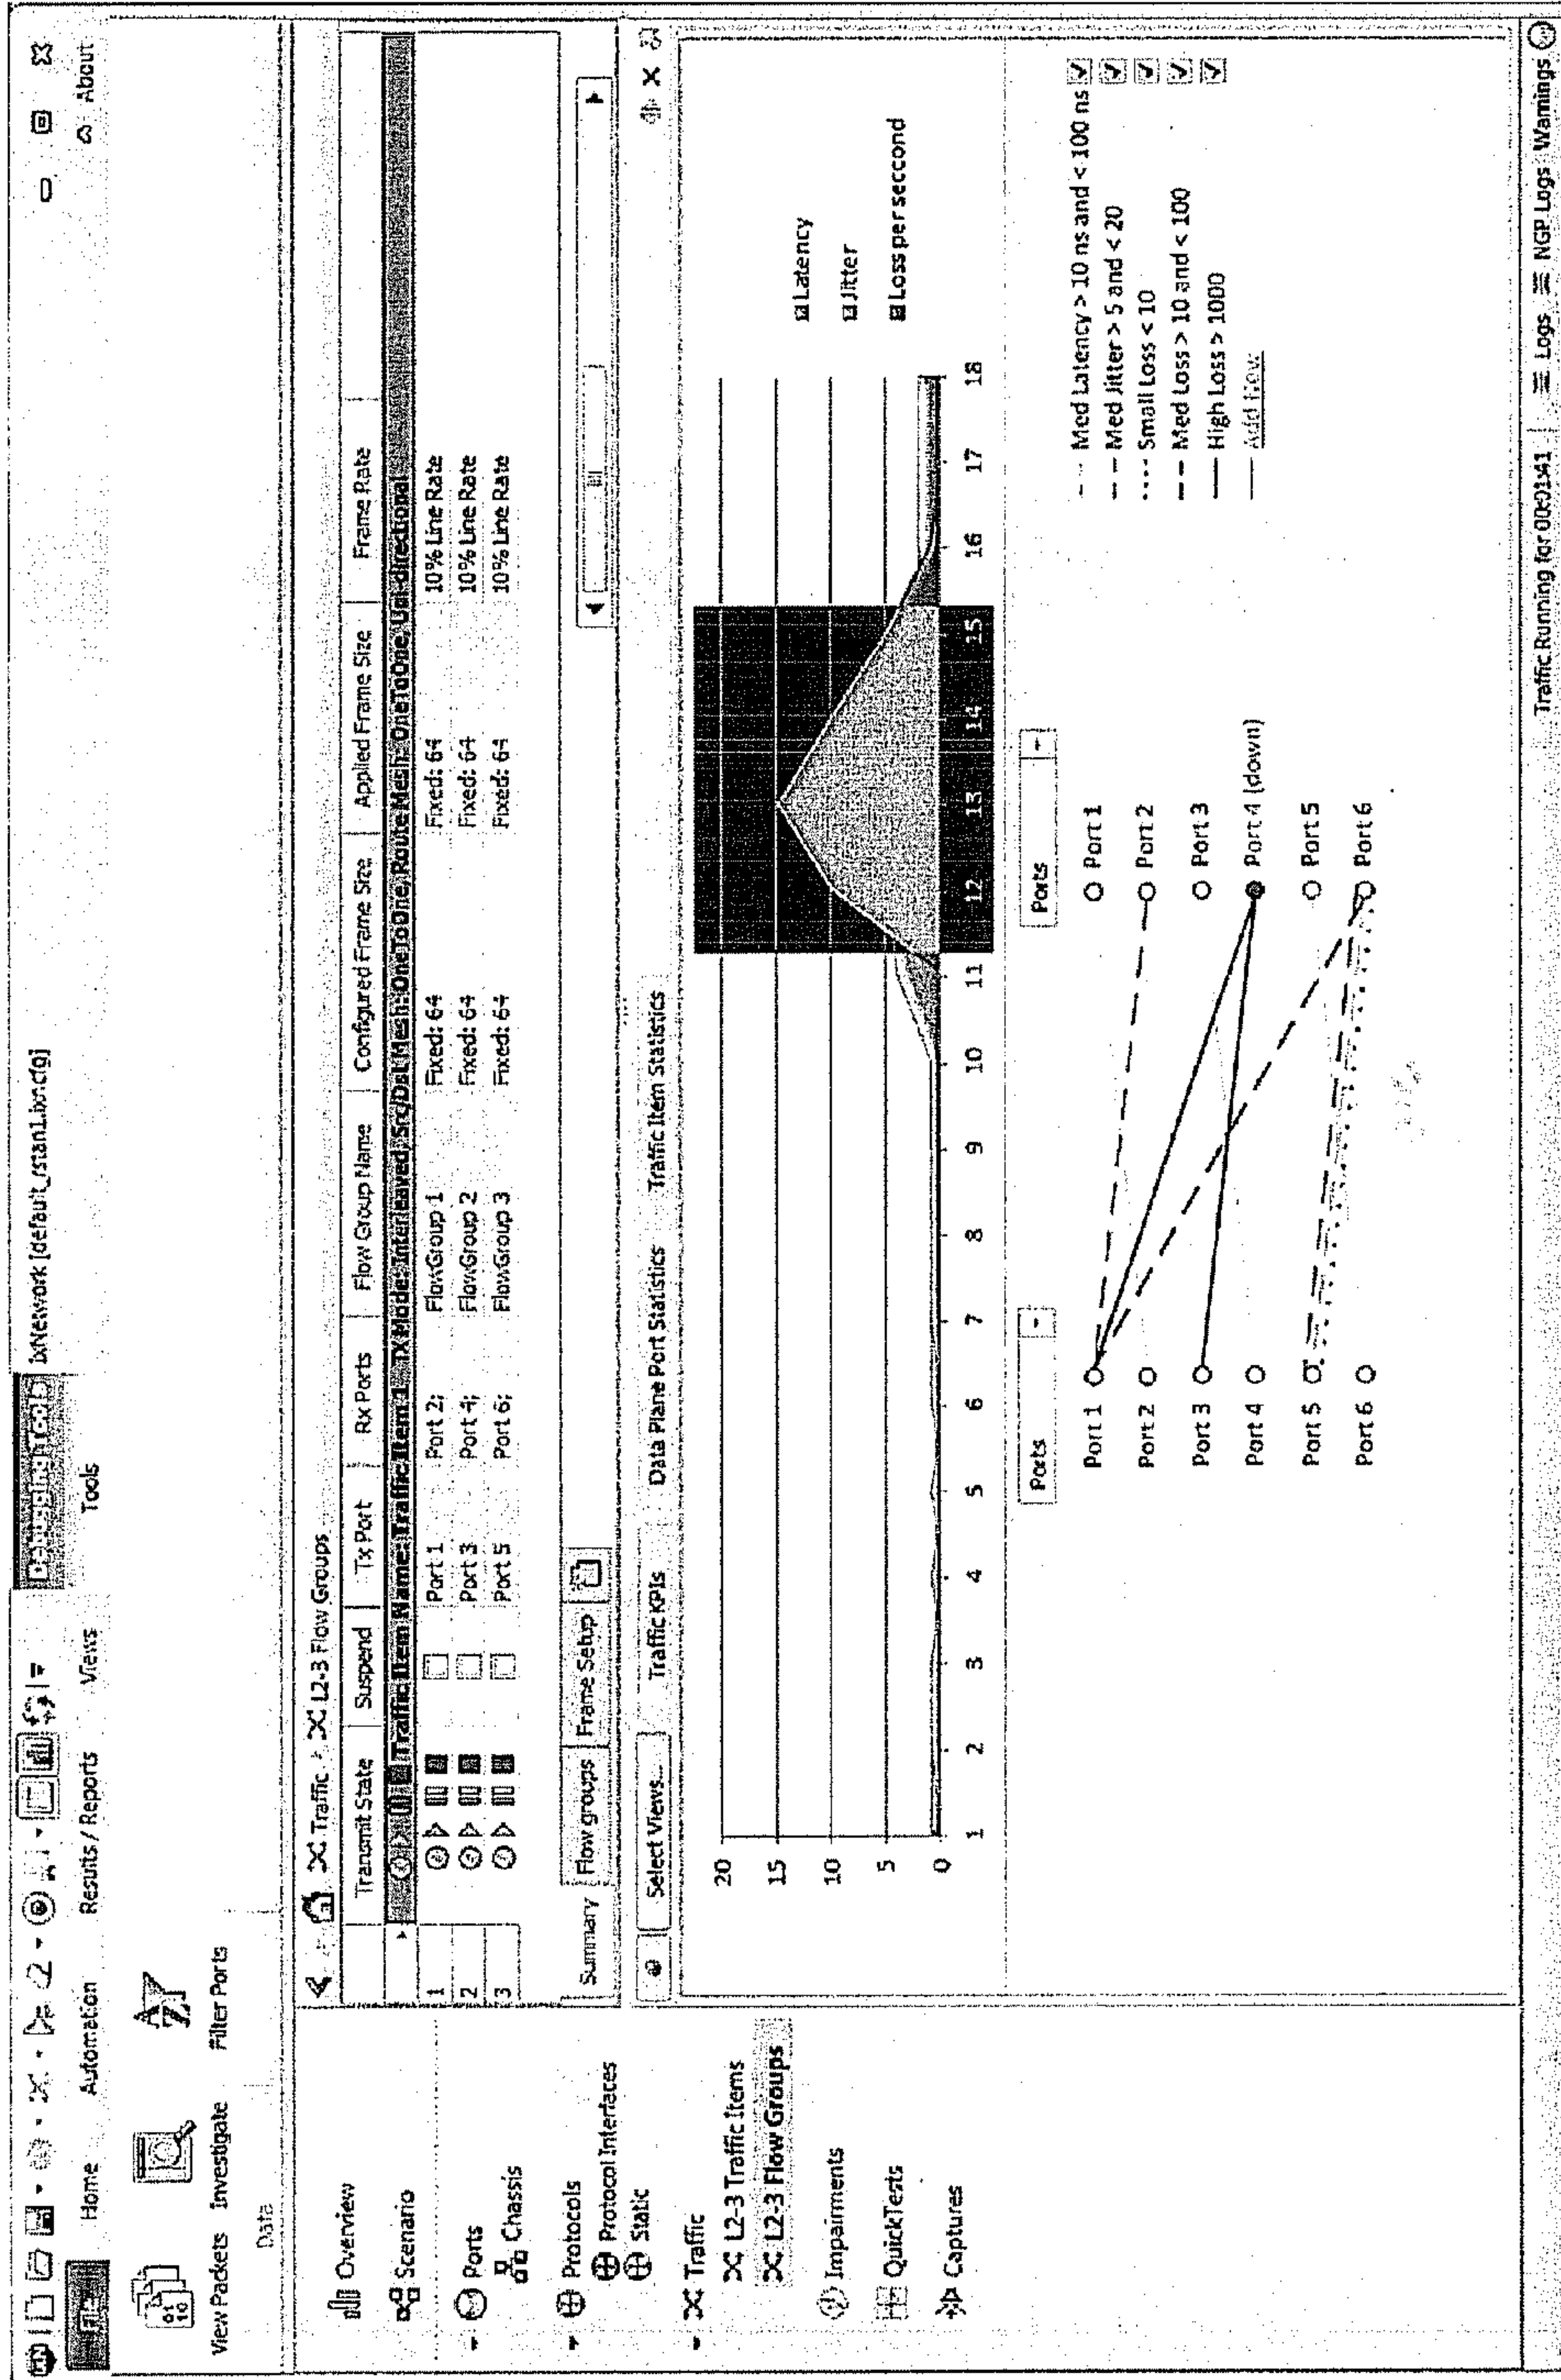 IxNetwork [default_rstan1.ixncfg]
File Home Automation Results / Reports Views Debugging Tools
Tools
About
View Packets Investigate Filter Ports
Data
Overview
Scenario
Ports
Chassis
Protocols
Protocol Interfaces
Static
Traffic
L2-3 Traffic Items
L2-3 Flow Groups
Impairments
QuickTests
Captures
Traffic L2-3 Flow Groups
Transmit State Suspend Tx Port Rx Ports Flow Group Name Configured Frame Size Applied Frame Size Frame Rate
Traffic Item Name: Traffic Item 1 TX Mode: Interleaved, Src/Dst Mesh: OneToOne, Route Mesh: OneToOne, Uni-directional
1 Port 1 Port 2; FlowGroup 1 Fixed: 64 Fixed: 64 10% Line Rate
2 Port 3 Port 4; FlowGroup 2 Fixed: 64 Fixed: 64 10% Line Rate
3 Port 5 Port 6; FlowGroup 3 Fixed: 64 Fixed: 64 10% Line Rate
Summary Flow groups Frame Setup
Select Views... Traffic KPIs Data Plane Port Statistics Traffic Item Statistics
20
15
10
5
0
1 2 3 4 5 6 7 8 9 10 11 12 13 14 15 16 17 18
Latency
Jitter
Loss per seccond
Ports Ports
Port 1 Port 1
Port 2 Port 2
Port 3 Port 3
Port 4 Port 4 (down)
Port 5 Port 5
Port 6 Port 6
Med Latency > 10 ns and < 100 ns
Med Jitter > 5 and < 20
Small Loss < 10
Med Loss > 10 and < 100
High Loss > 1000
Add New
Traffic Running for 00:01:41 Logs NGP Logs Warnings